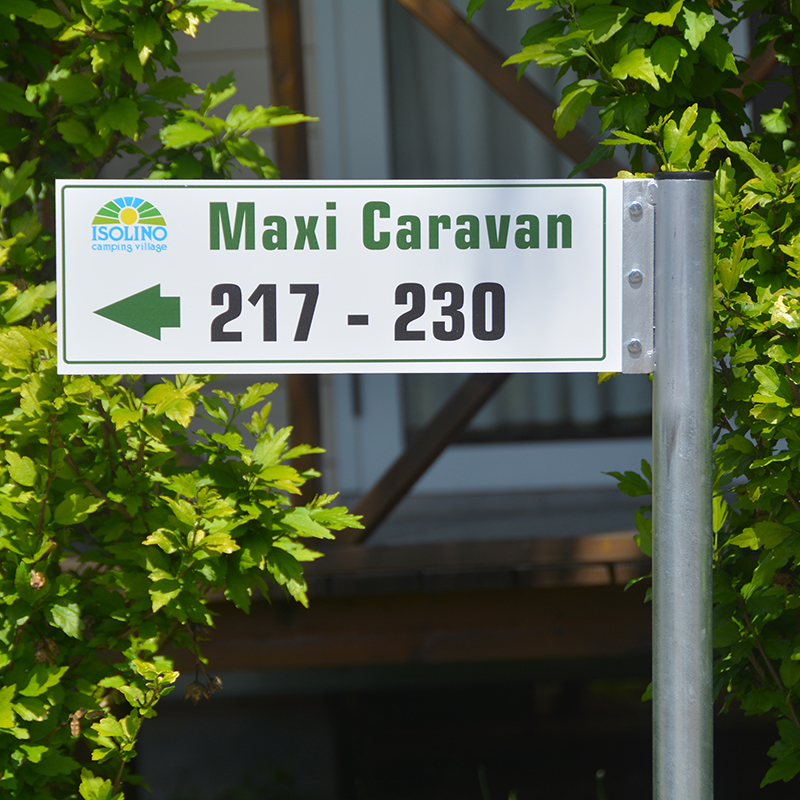 ISOLINO
camping village
Maxi Caravan
217 - 230